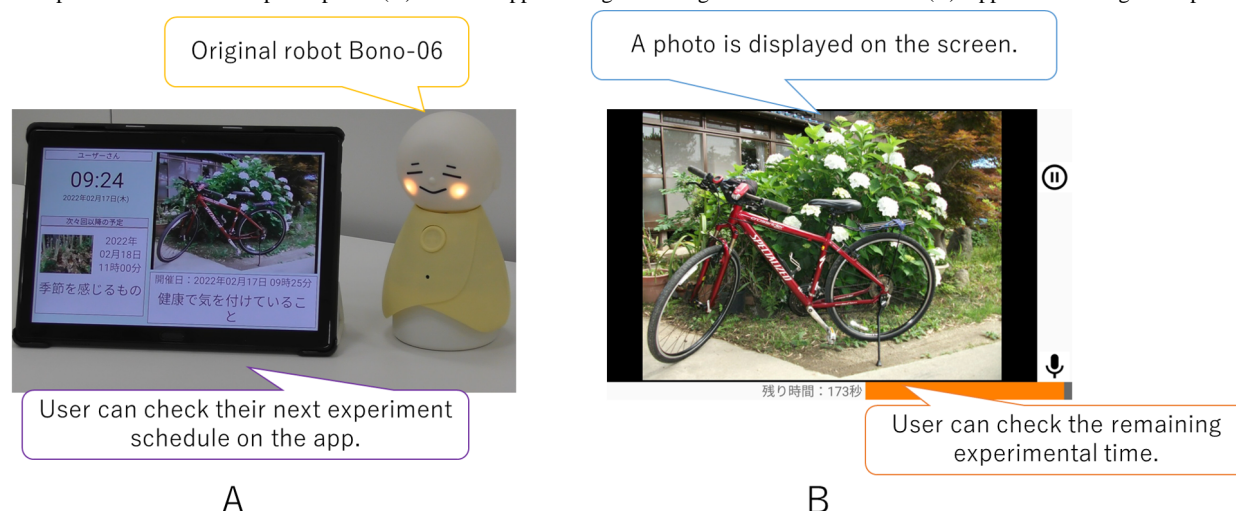 Original robot Bono-06
A photo is displayed on the screen.
ユーザーさん
09:24
2022年02月17日(木)
次々回以降の予定
2022年
02月18日
11時00分
季節を感じるもの
開催日：2022年02月17日 09時25分
健康で気を付けているこ
と
SPECIALIZED
残り時間：173秒
User can check their next experiment
schedule on the app.
User can check the remaining
experimental time.
A
B